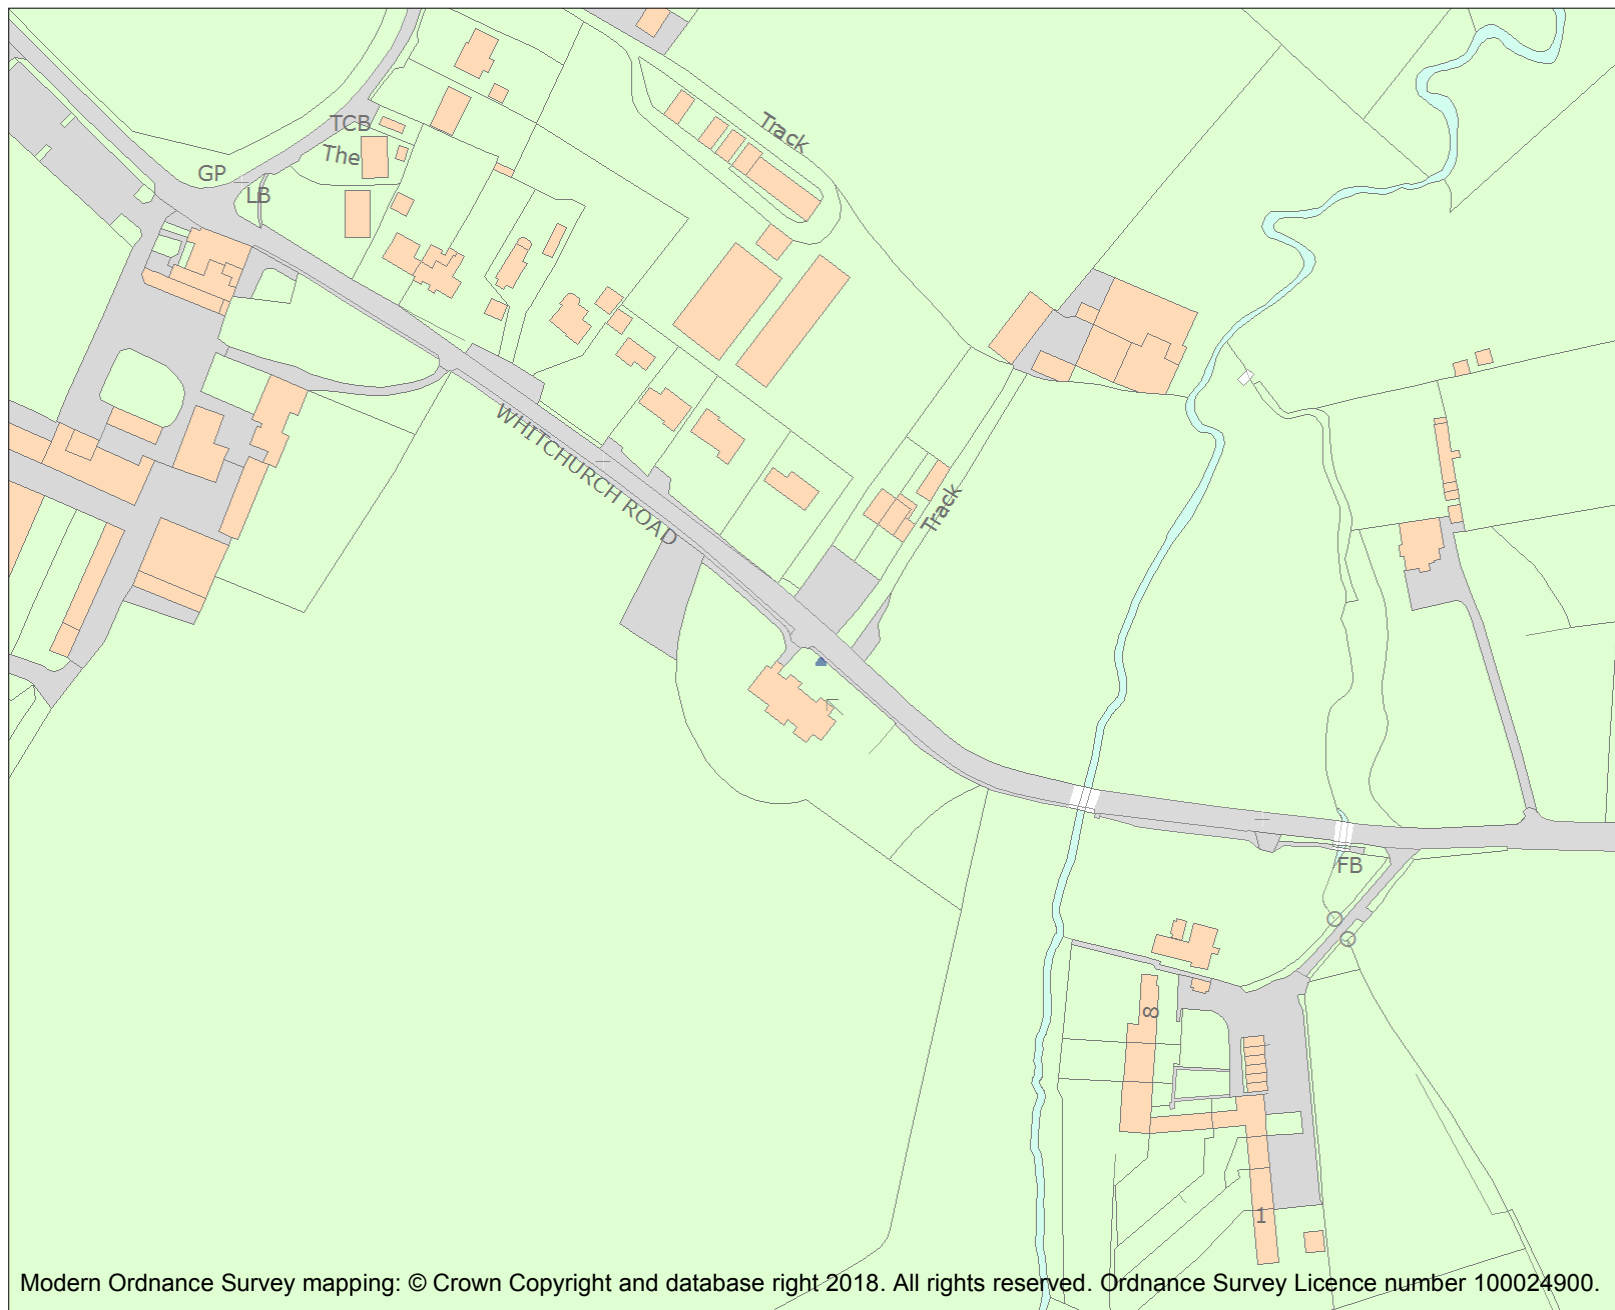 TCB
Track
The
GP
LB
WHITCHURCH ROAD
Track
FB
8
1
Modern Ordnance Survey mapping: © Crown Copyright and database right 2018. All rights reserved. Ordnance Survey Licence number 100024900.